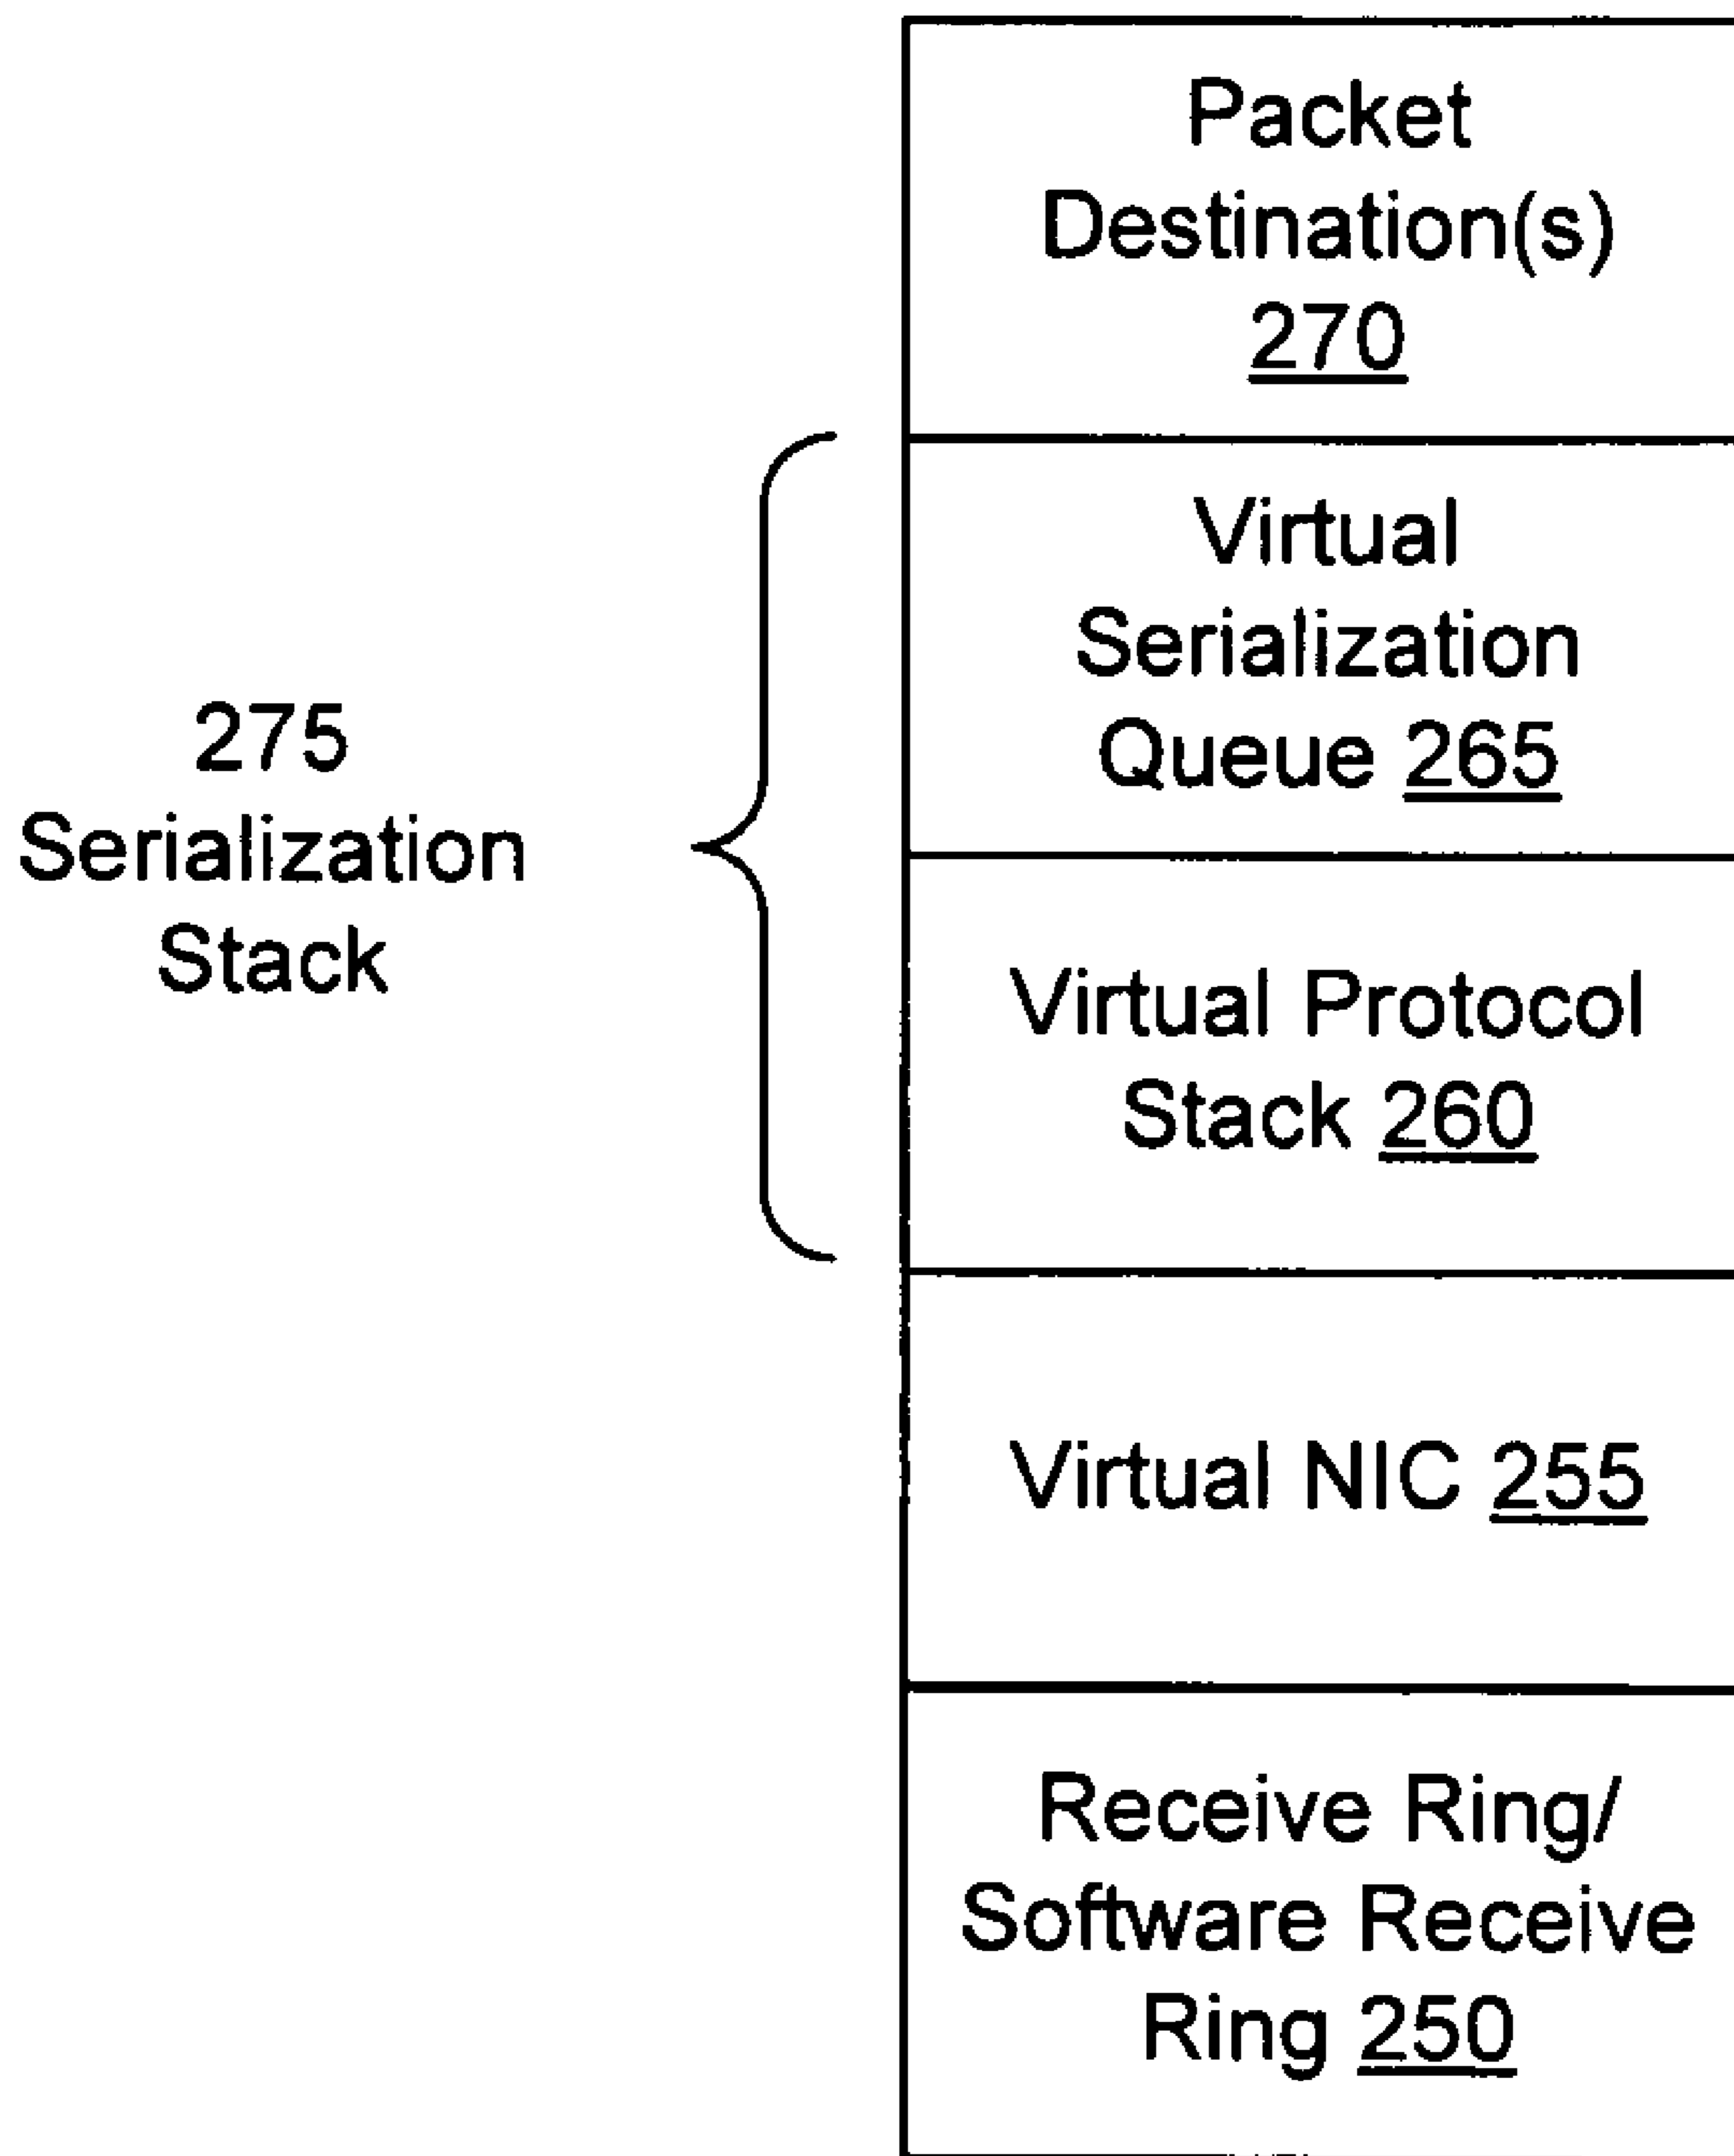 Packet
Destination(s)
270
Virtual
Serialization
Queue 265
275
Serialization
Stack
Virtual Protocol
Stack 260
Virtual NIC 255
Receive Ring/
Software Receive
Ring 250